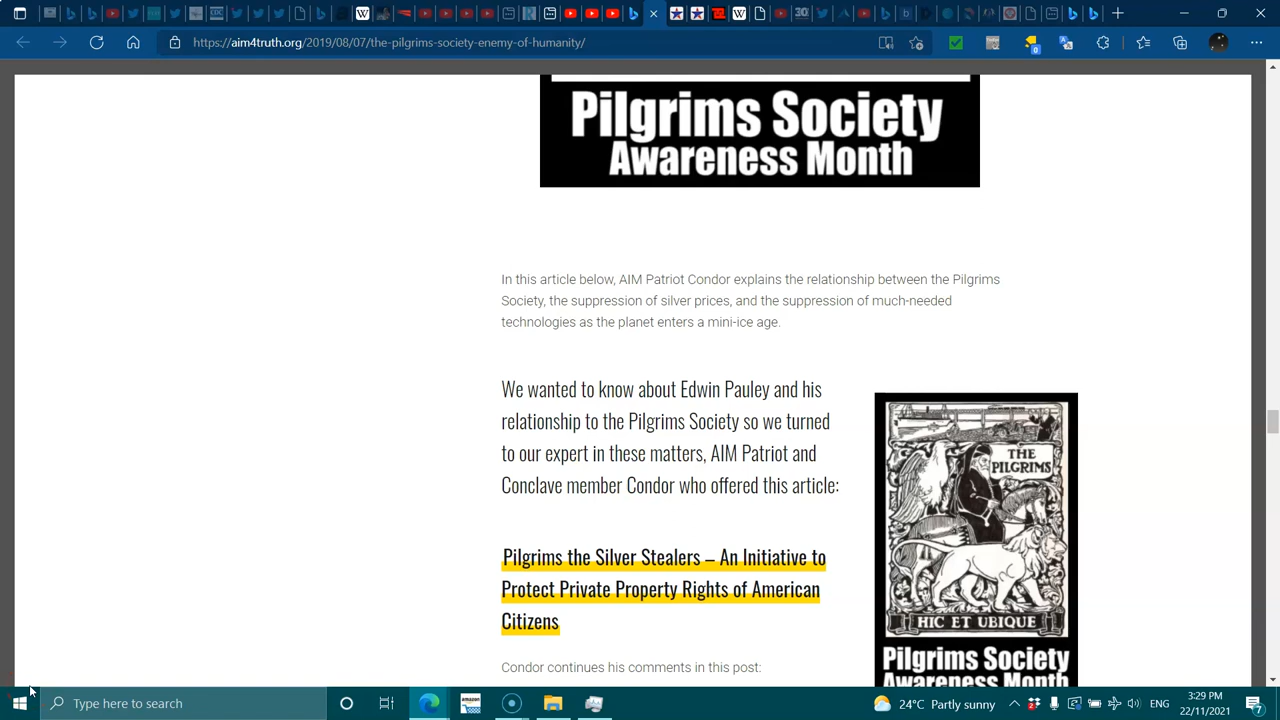 https://aim4truth.org/2019/08/07/the-pilgrims-society-enemy-of-humanity/
Pilgrims Society
Awareness Month
In this article below, AIM Patriot Condor explains the relationship between the Pilgrims
Society, the suppression of silver prices, and the suppression of much-needed
technologies as the planet enters a mini-ice age.
We wanted to know about Edwin Pauley and his
relationship to the Pilgrims Society so we turned
to our expert in these matters, AIM Patriot and
Conclave member Condor who offered this article:
THE
PILGRIMS
HIC ET UBIQUE
Pilgrims Society
Awareness Month
Pilgrims the Silver Stealers – An Initiative to
Protect Private Property Rights of American
Citizens
Condor continues his comments in this post:
Type here to search
amazon
24°C Partly sunny
ENG
3:29 PM
22/11/2021
7